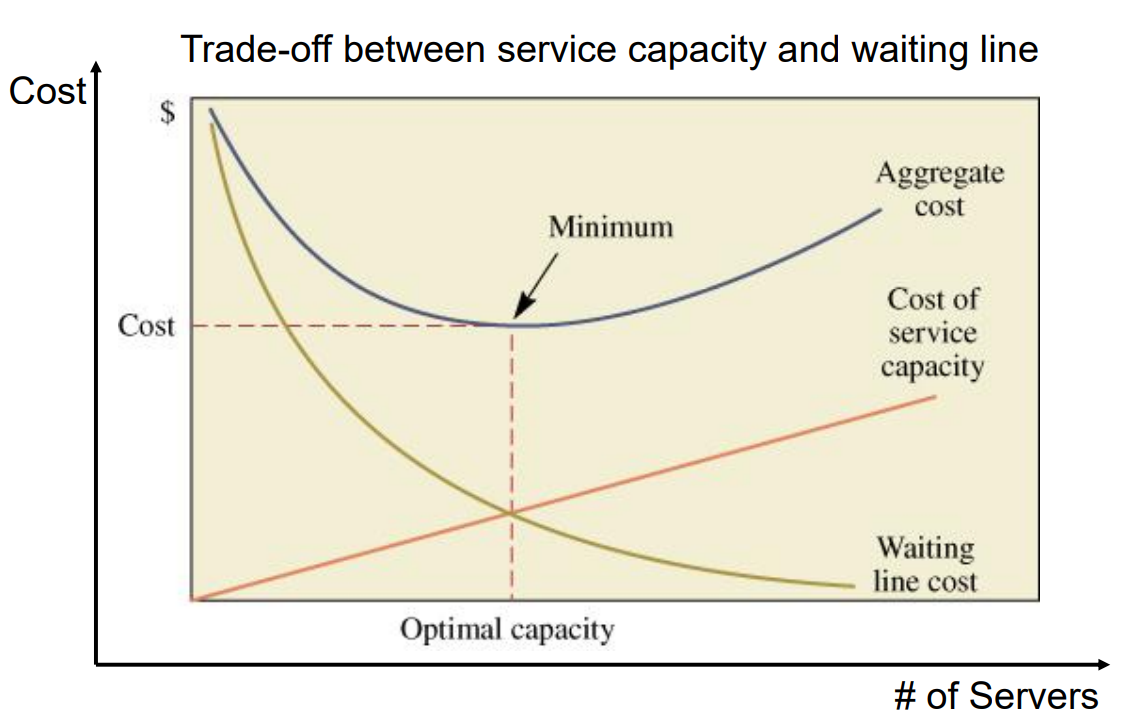 Trade-off between service capacity and waiting line
Cost
$
Aggregate
cost
Minimum
Cost of
service
capacity
Cost
Waiting
line cost
Optimal capacity
# of Servers